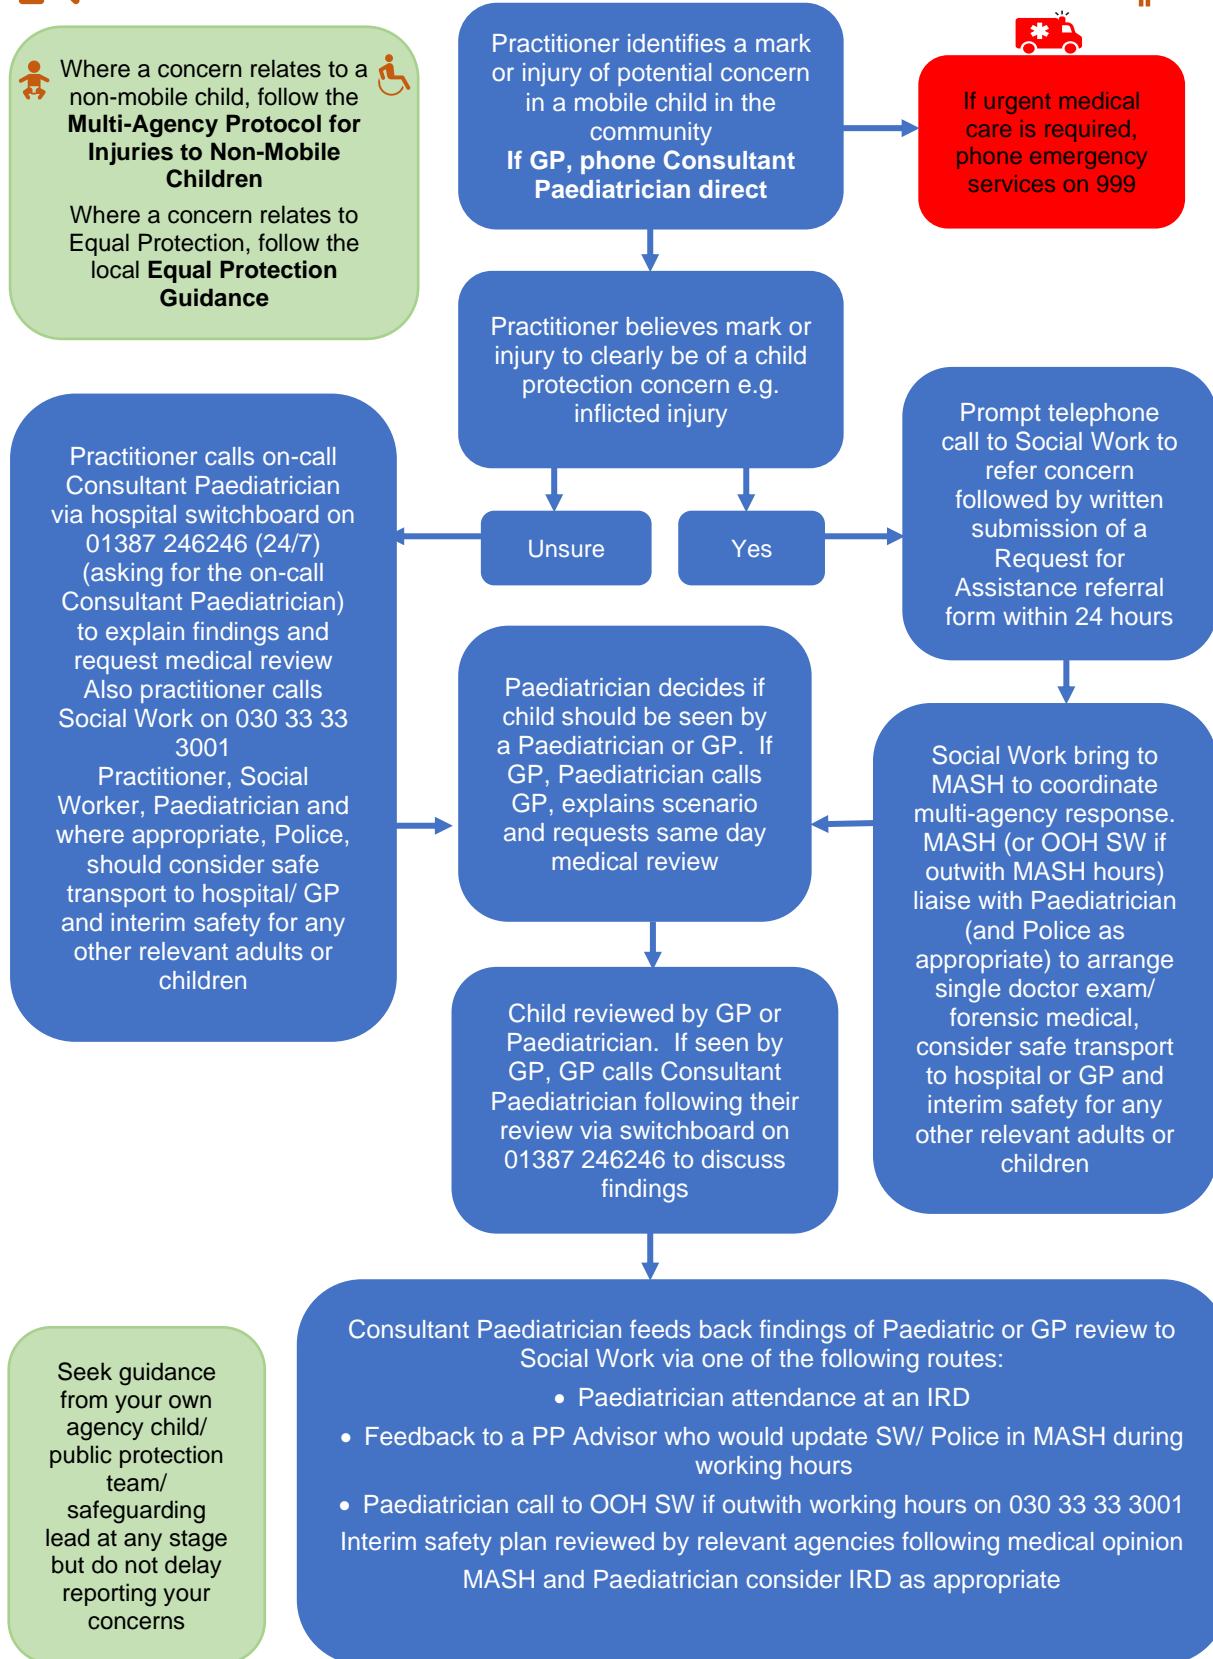 Where a concern relates to a
non-mobile child, follow the
Multi-Agency Protocol for
Injuries to Non-Mobile
Children
Where a concern relates to
Equal Protection, follow the
local Equal Protection
Guidance
Practitioner identifies a mark
or injury of potential concern
in a mobile child in the
community
If GP, phone Consultant
Paediatrician direct
If urgent medical
care is required,
phone emergency
services on 999
Practitioner believes mark or
injury to clearly be of a child
protection concern e.g.
inflicted injury
Unsure
Yes
Practitioner calls on-call
Consultant Paediatrician
via hospital switchboard on
01387 246246 (24/7)
(asking for the on-call
Consultant Paediatrician)
to explain findings and
request medical review
Also practitioner calls
Social Work on 030 33 33
3001
Practitioner, Social
Worker, Paediatrician and
where appropriate, Police,
should consider safe
transport to hospital/ GP
and interim safety for any
other relevant adults or
children
Prompt telephone
call to Social Work to
refer concern
followed by written
submission of a
Request for
Assistance referral
form within 24 hours
Social Work bring to
MASH to coordinate
multi-agency response.
MASH (or OOH SW if
outwith MASH hours)
liaise with Paediatrician
(and Police as
appropriate) to arrange
single doctor exam/
forensic medical,
consider safe transport
to hospital or GP and
interim safety for any
other relevant adults or
children
Paediatrician decides if
child should be seen by
a Paediatrician or GP. If
GP, Paediatrician calls
GP, explains scenario
and requests same day
medical review
Child reviewed by GP or
Paediatrician. If seen by
GP, GP calls Consultant
Paediatrician following their
review via switchboard on
01387 246246 to discuss
findings
Seek guidance
from your own
agency child/
public protection
team/
safeguarding
lead at any stage
but do not delay
reporting your
concerns
Consultant Paediatrician feeds back findings of Paediatric or GP review to
Social Work via one of the following routes:
• Paediatrician attendance at an IRD
• Feedback to a PP Advisor who would update SW/ Police in MASH during
working hours
• Paediatrician call to OOH SW if outwith working hours on 030 33 33 3001
Interim safety plan reviewed by relevant agencies following medical opinion
MASH and Paediatrician consider IRD as appropriate